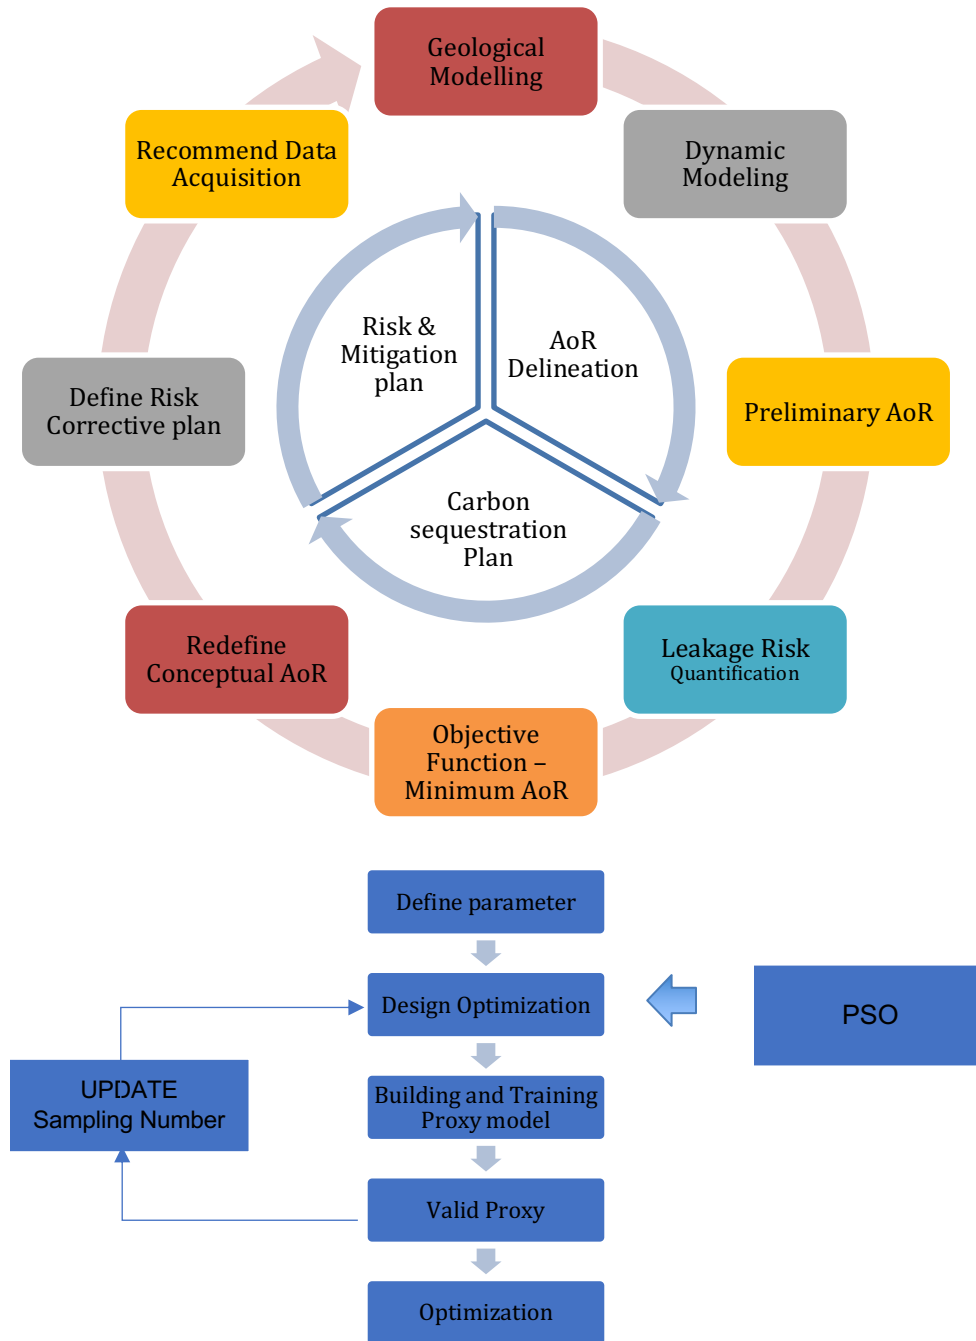 Geological
Modelling
Dynamic
Modeling
Preliminary AoR
Leakage Risk
Quantification
Objective
Function –
Minimum AoR
Redefine
Conceptual AoR
Define Risk
Corrective plan
Recommend Data
Acquisition
Risk &
Mitigation
plan
AoR
Delineation
Carbon
sequestration
Plan
Define parameter
Design Optimization
PSO
Building and Training
Proxy model
UPDATE
Sampling Number
Valid Proxy
Optimization